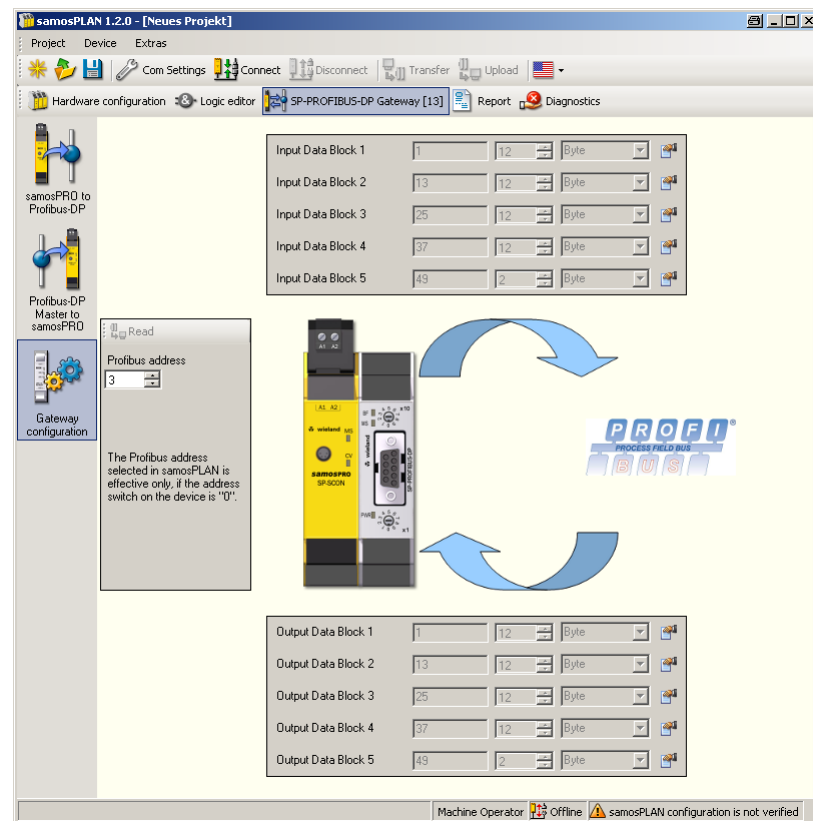 samosPLAN 1.2.0 - [Neues Projekt]
Project Device Extras
Com Settings Connect Disconnect Transfer Upload
Hardware configuration Logic editor SP-PROFIBUS-DP Gateway [13] Report Diagnostics
samosPRO to
Profibus-DP
Profibus-DP
Master to
samosPRO
Gateway
configuration
Input Data Block 1 1 12 Byte
Input Data Block 2 13 12 Byte
Input Data Block 3 25 12 Byte
Input Data Block 4 37 12 Byte
Input Data Block 5 49 2 Byte
Read
Profibus address
3
The Profibus address
selected in samosPLAN is
effective only, if the address
switch on the device is "0".
A1 A2
A1 A2
wieland MS
CV
samosPRO
SP-SCON
x10
wieland
SP-PROFIBUS-DP
x1
PROFI
PROCESS FIELD BUS
BUS
Output Data Block 1 1 12 Byte
Output Data Block 2 13 12 Byte
Output Data Block 3 25 12 Byte
Output Data Block 4 37 12 Byte
Output Data Block 5 49 2 Byte
Machine Operator Offline samosPLAN configuration is not verified